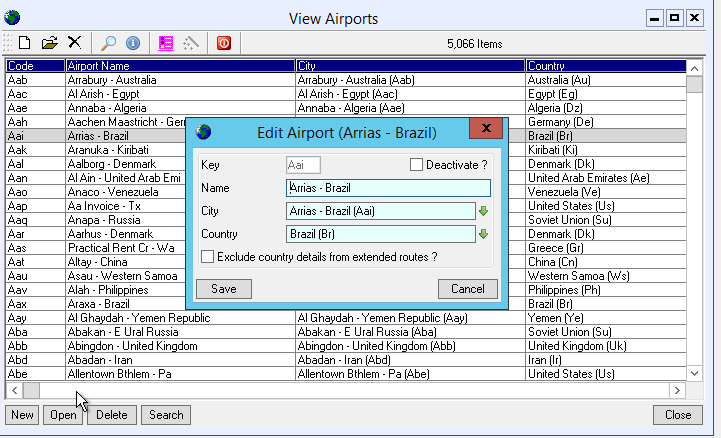 View Airports
5,066 Items
Code Airport Name City Country
Aab Arrabury - Australia Arrabury - Australia (Aab) Australia (Au)
Aac Al Arish - Egypt Al Arish - Egypt (Aac) Egypt (Eg)
Aae Annaba - Algeria Annaba - Algeria (Aae) Algeria (Dz)
Aah Aachen Maastricht - Germ Germany (De)
Aai Arrias - Brazil Brazil (Br)
Aak Aranuka - Kiribati Kiribati (Ki)
Aal Aalborg - Denmark Denmark (Dk)
Aan Al Ain - United Arab Emi United Arab Emirates (Ae)
Aao Anaco - Venezuela Venezuela (Ve)
Aap Aa Invoice - Tx United States (Us)
Aaq Anapa - Russia Soviet Union (Su)
Aar Aarhus - Denmark Denmark (Dk)
Aas Practical Rent Cr - Wa Greece (Gr)
Aat Altay - China China (Cn)
Aau Asau - Western Samoa Western Samoa (Ws)
Aav Alah - Philippines Philippines (Ph)
Aax Araxa - Brazil Brazil (Br)
Aay Al Ghaydah - Yemen Republic Al Ghaydah - Yemen Republic (Aay) Yemen (Ye)
Aba Abakan - E Ural Russia Abakan - E Ural Russia (Aba) Soviet Union (Su)
Abb Abingdon - United Kingdom Abingdon - United Kingdom (Abb) United Kingdom (Uk)
Abd Abadan - Iran Abadan - Iran (Abd) Iran (Ir)
Abe Allentown Bthlem - Pa Allentown Bthlem - Pa (Abe) United States (Us)
Edit Airport (Arrias - Brazil)
Key Aai Deactivate ?
Name Arrias - Brazil
City Arrias - Brazil (Aai)
Country Brazil (Br)
Exclude country details from extended routes ?
Save Cancel
New Open Delete Search Close